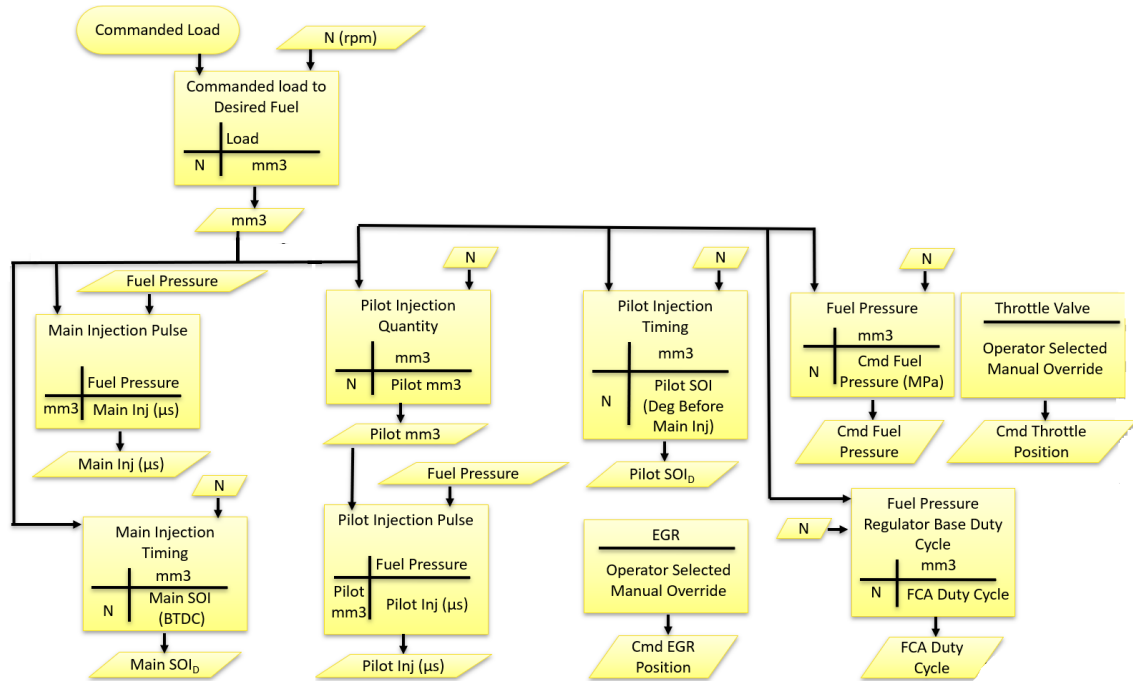 Commanded Load
N (rpm)
Commanded load to
Desired Fuel
Load
N
mm3
mm3
Fuel Pressure
Main Injection Pulse
Fuel Pressure
mm3
Main Inj (µs)
Main Inj (µs)
N
Main Injection
Timing
mm3
N
Main SOI
(BTDC)
Main SOID
N
Pilot Injection
Quantity
mm3
N
Pilot mm3
Pilot mm3
Fuel Pressure
Pilot Injection Pulse
Fuel Pressure
Pilot
mm3
Pilot Inj (µs)
Pilot Inj (µs)
N
Pilot Injection
Timing
mm3
N
Pilot SOI
(Deg Before
Main Inj)
Pilot SOID
EGR
Operator Selected
Manual Override
Cmd EGR
Position
N
Fuel Pressure
mm3
N
Cmd Fuel
Pressure (MPa)
Cmd Fuel
Pressure
Throttle Valve
Operator Selected
Manual Override
Cmd Throttle
Position
N
Fuel Pressure
Regulator Base Duty
Cycle
mm3
N
FCA Duty Cycle
FCA Duty
Cycle